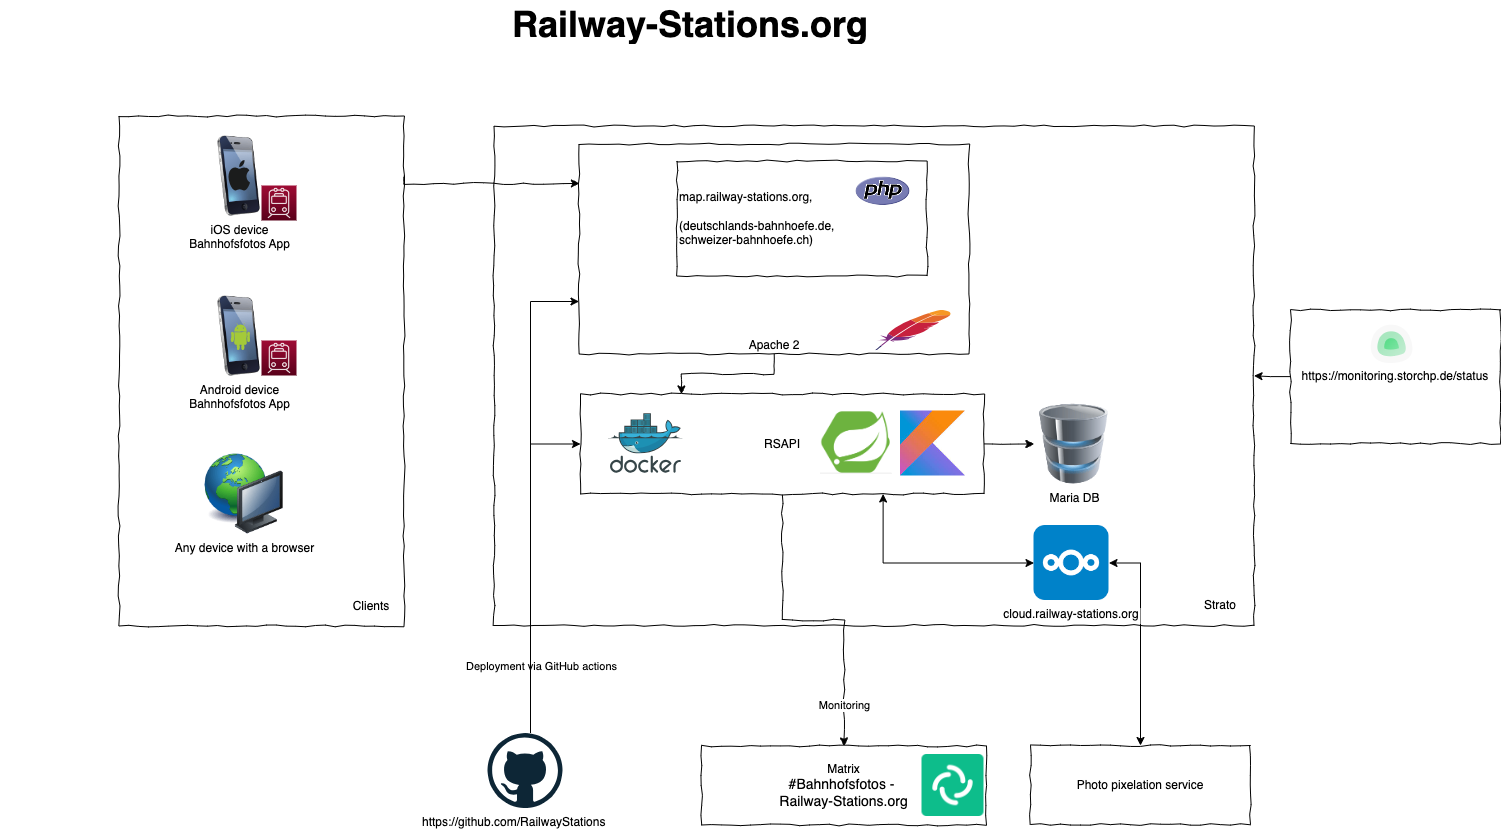 Railway-Stations.org
iOS device
Bahnhofsfotos App
Android device
Bahnhofsfotos App
Any device with a browser
Clients
map.railway-stations.org,
(deutschlands-bahnhoefe.de,
schweizer-bahnhoefe.ch)
php
Apache 2
docker
RSAPI
Maria DB
cloud.railway-stations.org
Strato
https://monitoring.storchp.de/status
Deployment via GitHub actions
Monitoring
https://github.com/RailwayStations
Matrix
#Bahnhofsfotos -
Railway-Stations.org
Photo pixelation service